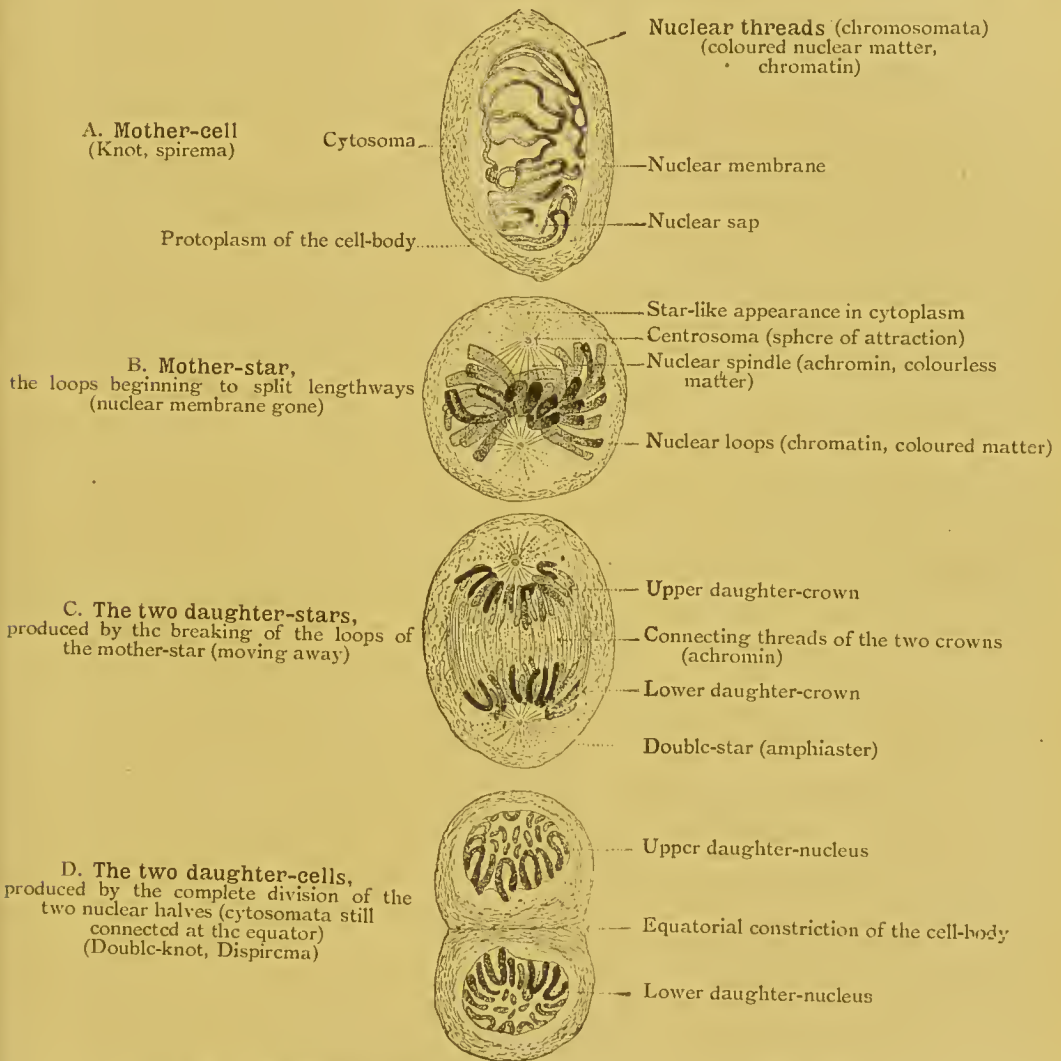 Nuclear threads (chromosomata)
(coloured nuclear matter,
chromatin)
A. Mother-cell
(Knot, spirema)
Cytosoma
Nuclear membrane
Nuclear sap
Protoplasm of the cell-body
Star-like appearance in cytoplasm
Centrosoma (sphere of attraction)
Nuclear spindle (achromin, colourless
matter)
B. Mother-star,
the loops beginning to split lengthways
(nuclear membrane gone)
Nuclear loops (chromatin, coloured matter)
C. The two daughter-stars,
produced by the breaking of the loops of
the mother-star (moving away)
Upper daughter-crown
Connecting threads of the two crowns
(achromin)
Lower daughter-crown
Double-star (amphiaster)
D. The two daughter-cells,
produced by the complete division of the
two nuclear halves (cytosomata still
connected at the equator)
(Double-knot, Dispirema)
Upper daughter-nucleus
Equatorial constriction of the cell-body
Lower daughter-nucleus